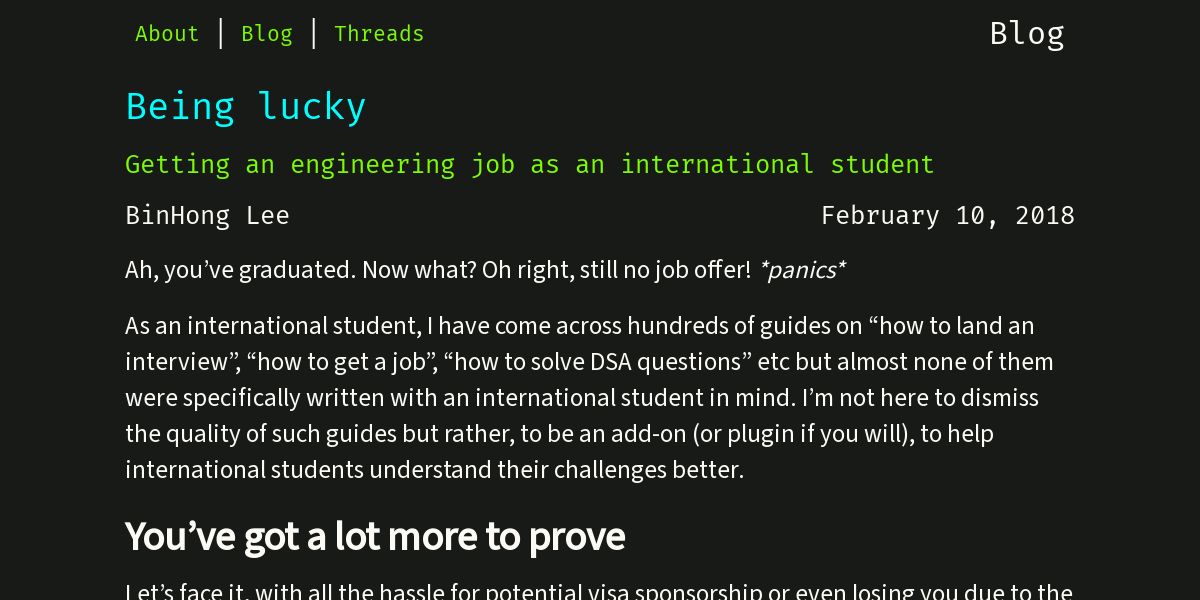 About | Blog | Threads Blog
Being lucky
Getting an engineering job as an international student
BinHong Lee February 10, 2018
Ah, you’ve graduated. Now what? Oh right, still no job offer! *panics*
As an international student, I have come across hundreds of guides on “how to land an
interview”, “how to get a job”, “how to solve DSA questions” etc but almost none of them
were specifically written with an international student in mind. I’m not here to dismiss
the quality of such guides but rather, to be an add-on (or plugin if you will), to help
international students understand their challenges better.
You’ve got a lot more to prove
Let’s face it, with all the hassle for potential visa sponsorship or even losing you due to the